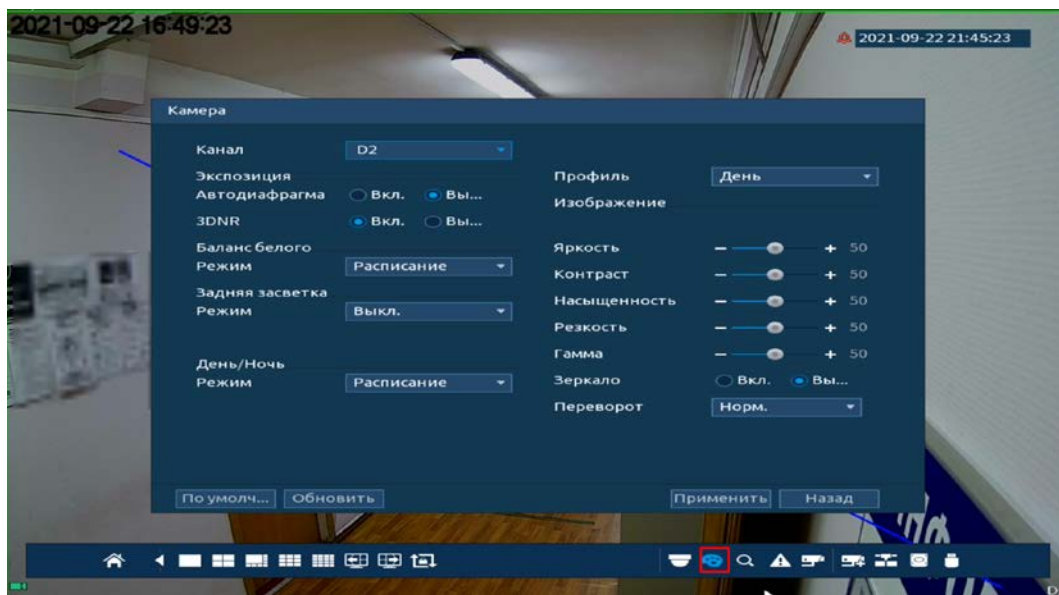 2021-09-22 16:49:23
2021-09-22 21:45:23
Камера
Канал
D2
Экспозиция
Автодиафрагма
Вкл.
Вы...
3DNR
Вкл.
Вы...
Баланс белого
Режим
Расписание
Задняя засветка
Режим
Выкл.
День/Ночь
Режим
Расписание
Профиль
День
Изображение
Яркость
50
Контраст
50
Насыщенность
50
Резкость
50
Гамма
50
Зеркало
Вкл.
Вы...
Переворот
Норм.
По умолч...
Обновить
Применить
Назад